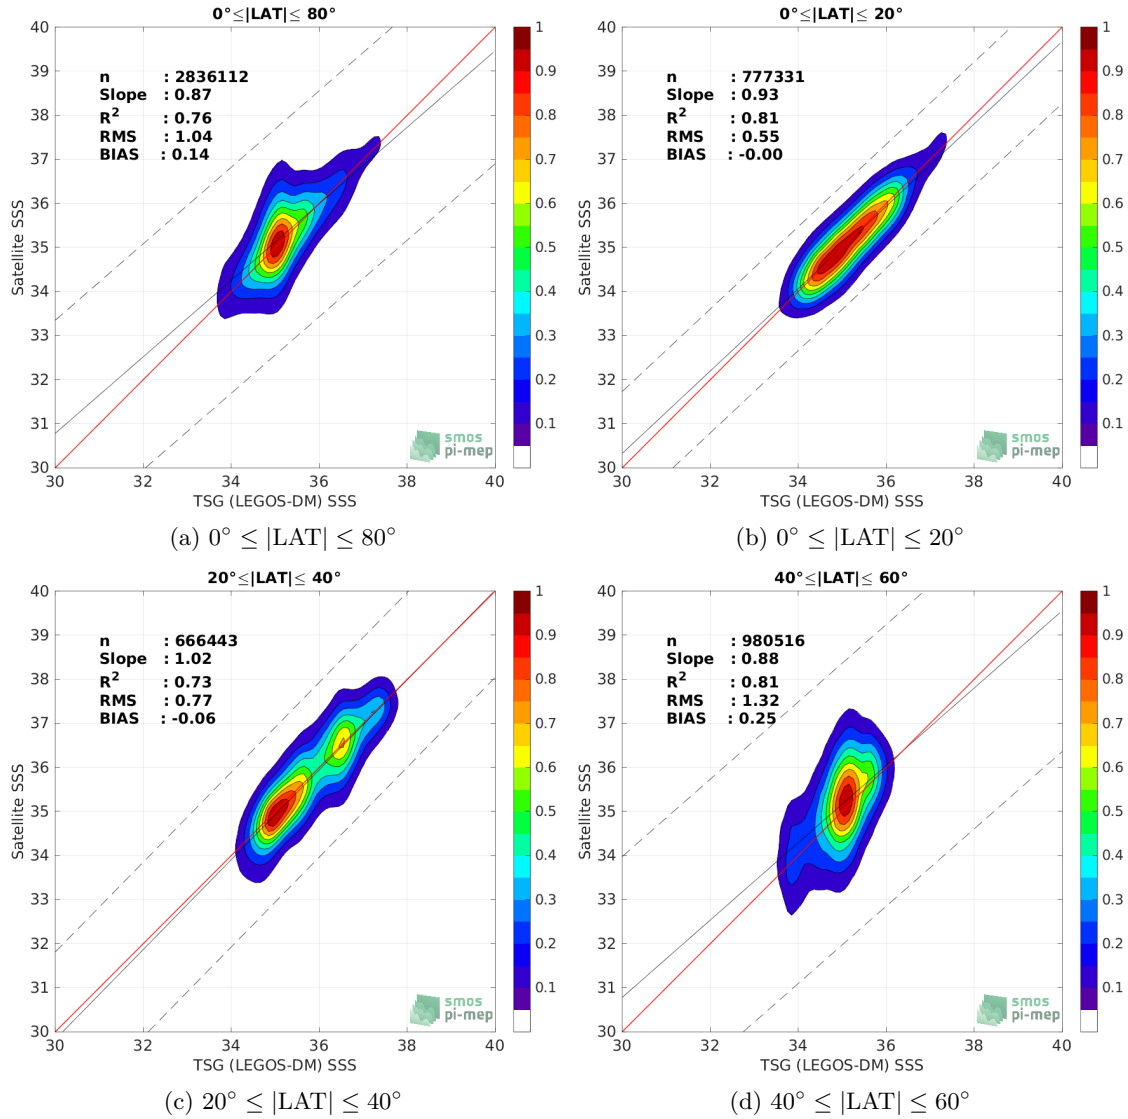 0°≤|LAT|≤ 80°
n : 2836112
Slope : 0.87
R² : 0.76
RMS : 1.04
BIAS : 0.14
40
39
38
37
36
35
34
33
32
31
30
Satellite SSS
30 32 34 36 38 40
TSG (LEGOS-DM) SSS
smos
pi-mep
1
0.9
0.8
0.7
0.6
0.5
0.4
0.3
0.2
0.1
(a) 0° ≤ |LAT| ≤ 80°
0°≤|LAT|≤ 20°
n : 777331
Slope : 0.93
R² : 0.81
RMS : 0.55
BIAS : -0.00
40
39
38
37
36
35
34
33
32
31
30
Satellite SSS
30 32 34 36 38 40
TSG (LEGOS-DM) SSS
smos
pi-mep
1
0.9
0.8
0.7
0.6
0.5
0.4
0.3
0.2
0.1
(b) 0° ≤ |LAT| ≤ 20°
20°≤|LAT|≤ 40°
n : 666443
Slope : 1.02
R² : 0.73
RMS : 0.77
BIAS : -0.06
40
39
38
37
36
35
34
33
32
31
30
Satellite SSS
30 32 34 36 38 40
TSG (LEGOS-DM) SSS
smos
pi-mep
1
0.9
0.8
0.7
0.6
0.5
0.4
0.3
0.2
0.1
(c) 20° ≤ |LAT| ≤ 40°
40°≤|LAT|≤ 60°
n : 980516
Slope : 0.88
R² : 0.81
RMS : 1.32
BIAS : 0.25
40
39
38
37
36
35
34
33
32
31
30
Satellite SSS
30 32 34 36 38 40
TSG (LEGOS-DM) SSS
smos
pi-mep
1
0.9
0.8
0.7
0.6
0.5
0.4
0.3
0.2
0.1
(d) 40° ≤ |LAT| ≤ 60°